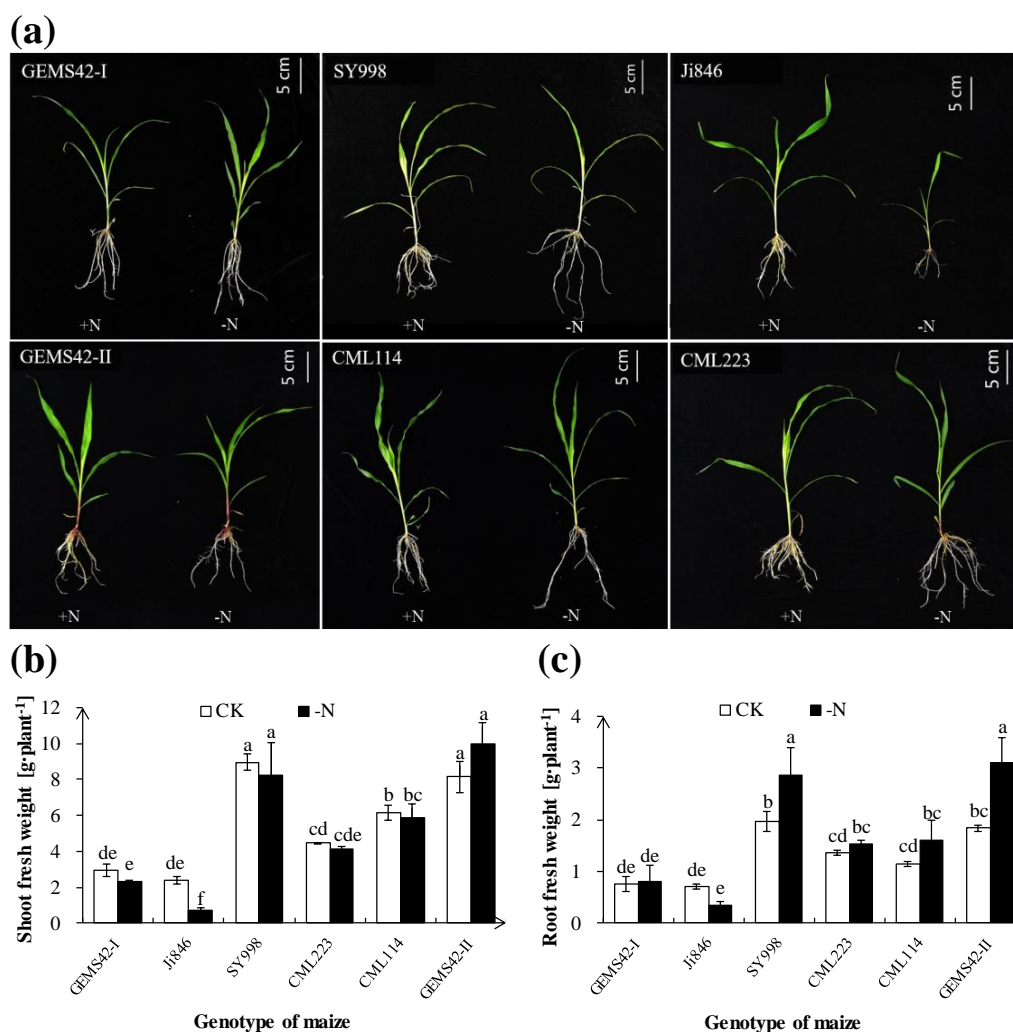 (a)
GEMS42-I
5 cm
SY998
5 cm
Ji846
5 cm
+N
-N
+N
-N
+N
-N
GEMS42-II
5 cm
CML114
5 cm
CML223
5 cm
+N
-N
+N
-N
+N
-N
(b)
Shoot fresh weight [g·plant-1]
12
10
8
6
4
2
0
CK
-N
de
e
de
f
a
a
cd
cde
b
bc
a
a
GEMS42-I
Ji846
SY998
CML223
CML114
GEMS42-II
Genotype of maize
(c)
Root fresh weight [g·plant-1]
4
3
2
1
0
CK
-N
de
de
de
e
b
a
cd
bc
cd
bc
bc
a
GEMS42-I
Ji846
SY998
CML223
CML114
GEMS42-II
Genotype of maize